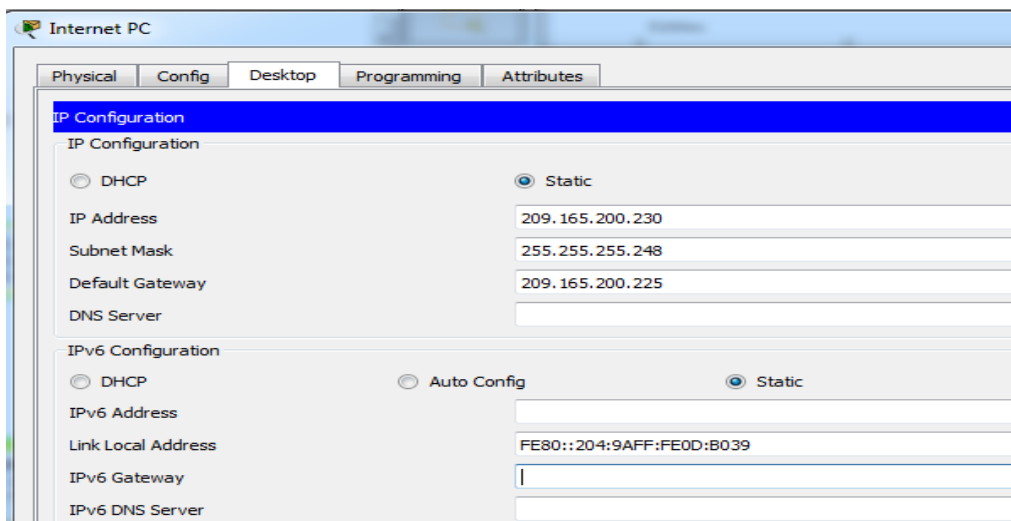 Internet PC
Physical Config Desktop Programming Attributes
IP Configuration
IP Configuration
DHCP Static
IP Address 209.165.200.230
Subnet Mask 255.255.255.248
Default Gateway 209.165.200.225
DNS Server
IPv6 Configuration
DHCP Auto Config Static
IPv6 Address
Link Local Address FE80::204:9AFF:FE0D:B039
IPv6 Gateway
IPv6 DNS Server